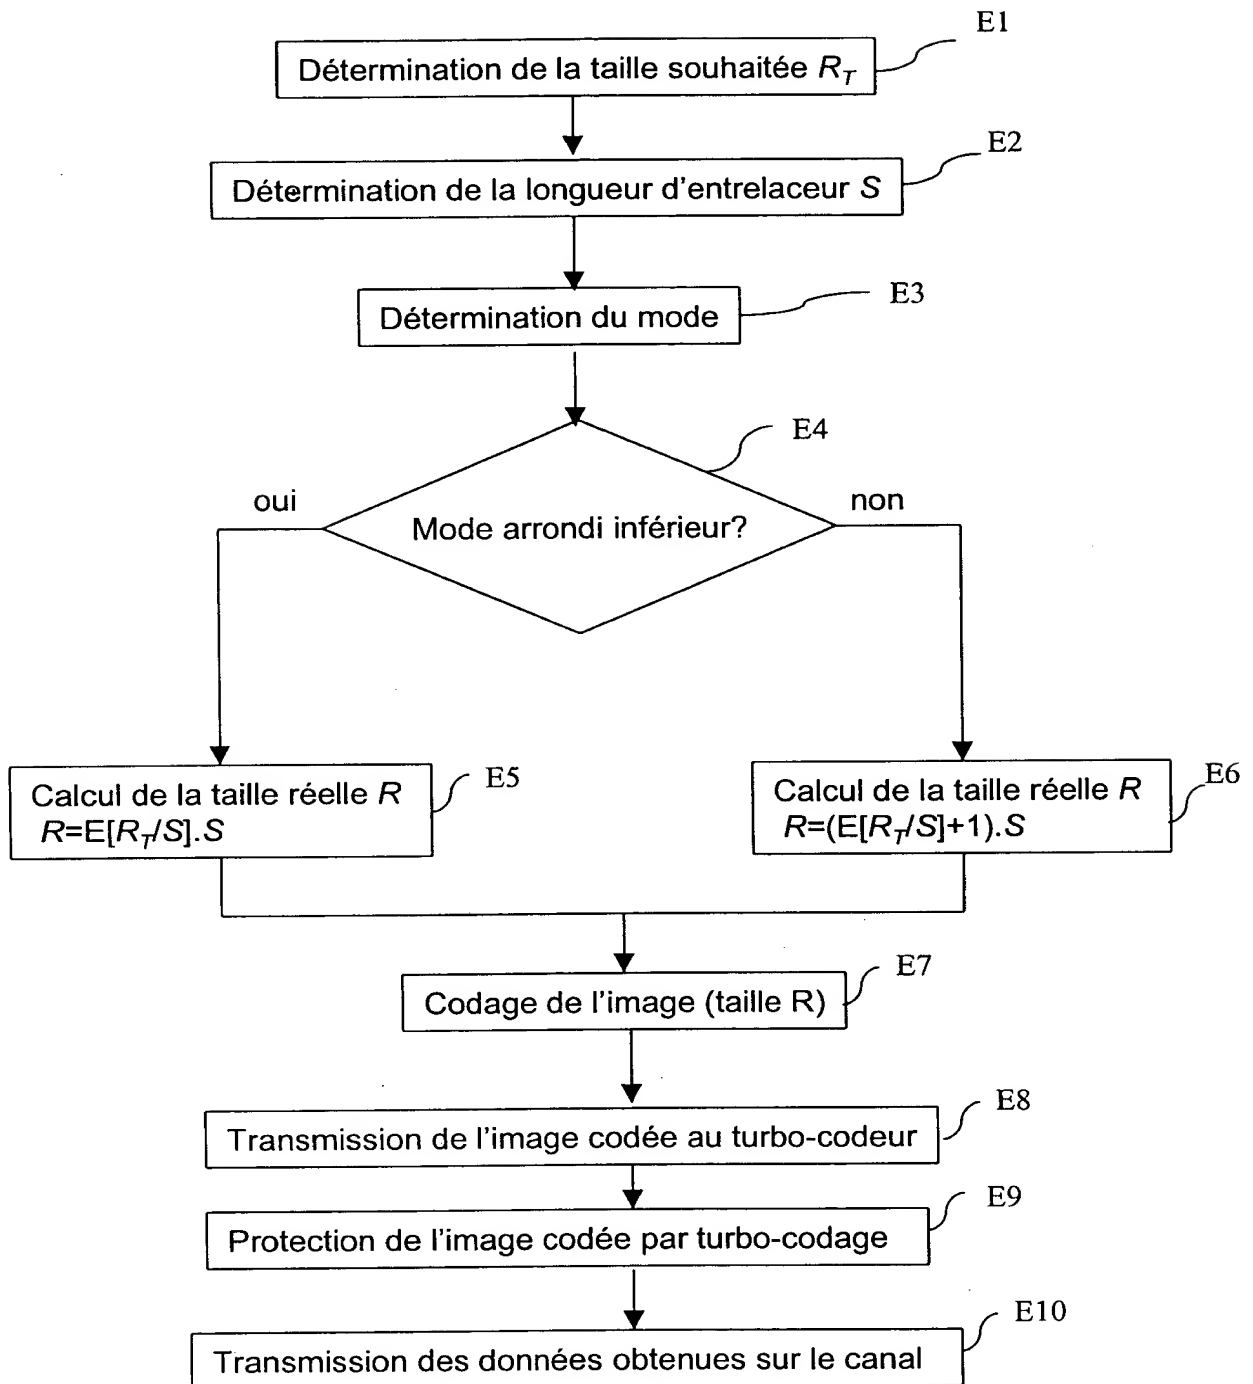 E1
Détermination de la taille souhaitée R_T
E2
Détermination de la longueur d'entrelaceur S
E3
Détermination du mode
E4
oui
non
Mode arrondi inférieur?
E5
Calcul de la taille réelle R
R=E[R_T/S].S
E6
Calcul de la taille réelle R
R=(E[R_T/S]+1).S
E7
Codage de l'image (taille R)
E8
Transmission de l'image codée au turbo-codeur
E9
Protection de l'image codée par turbo-codage
E10
Transmission des données obtenues sur le canal